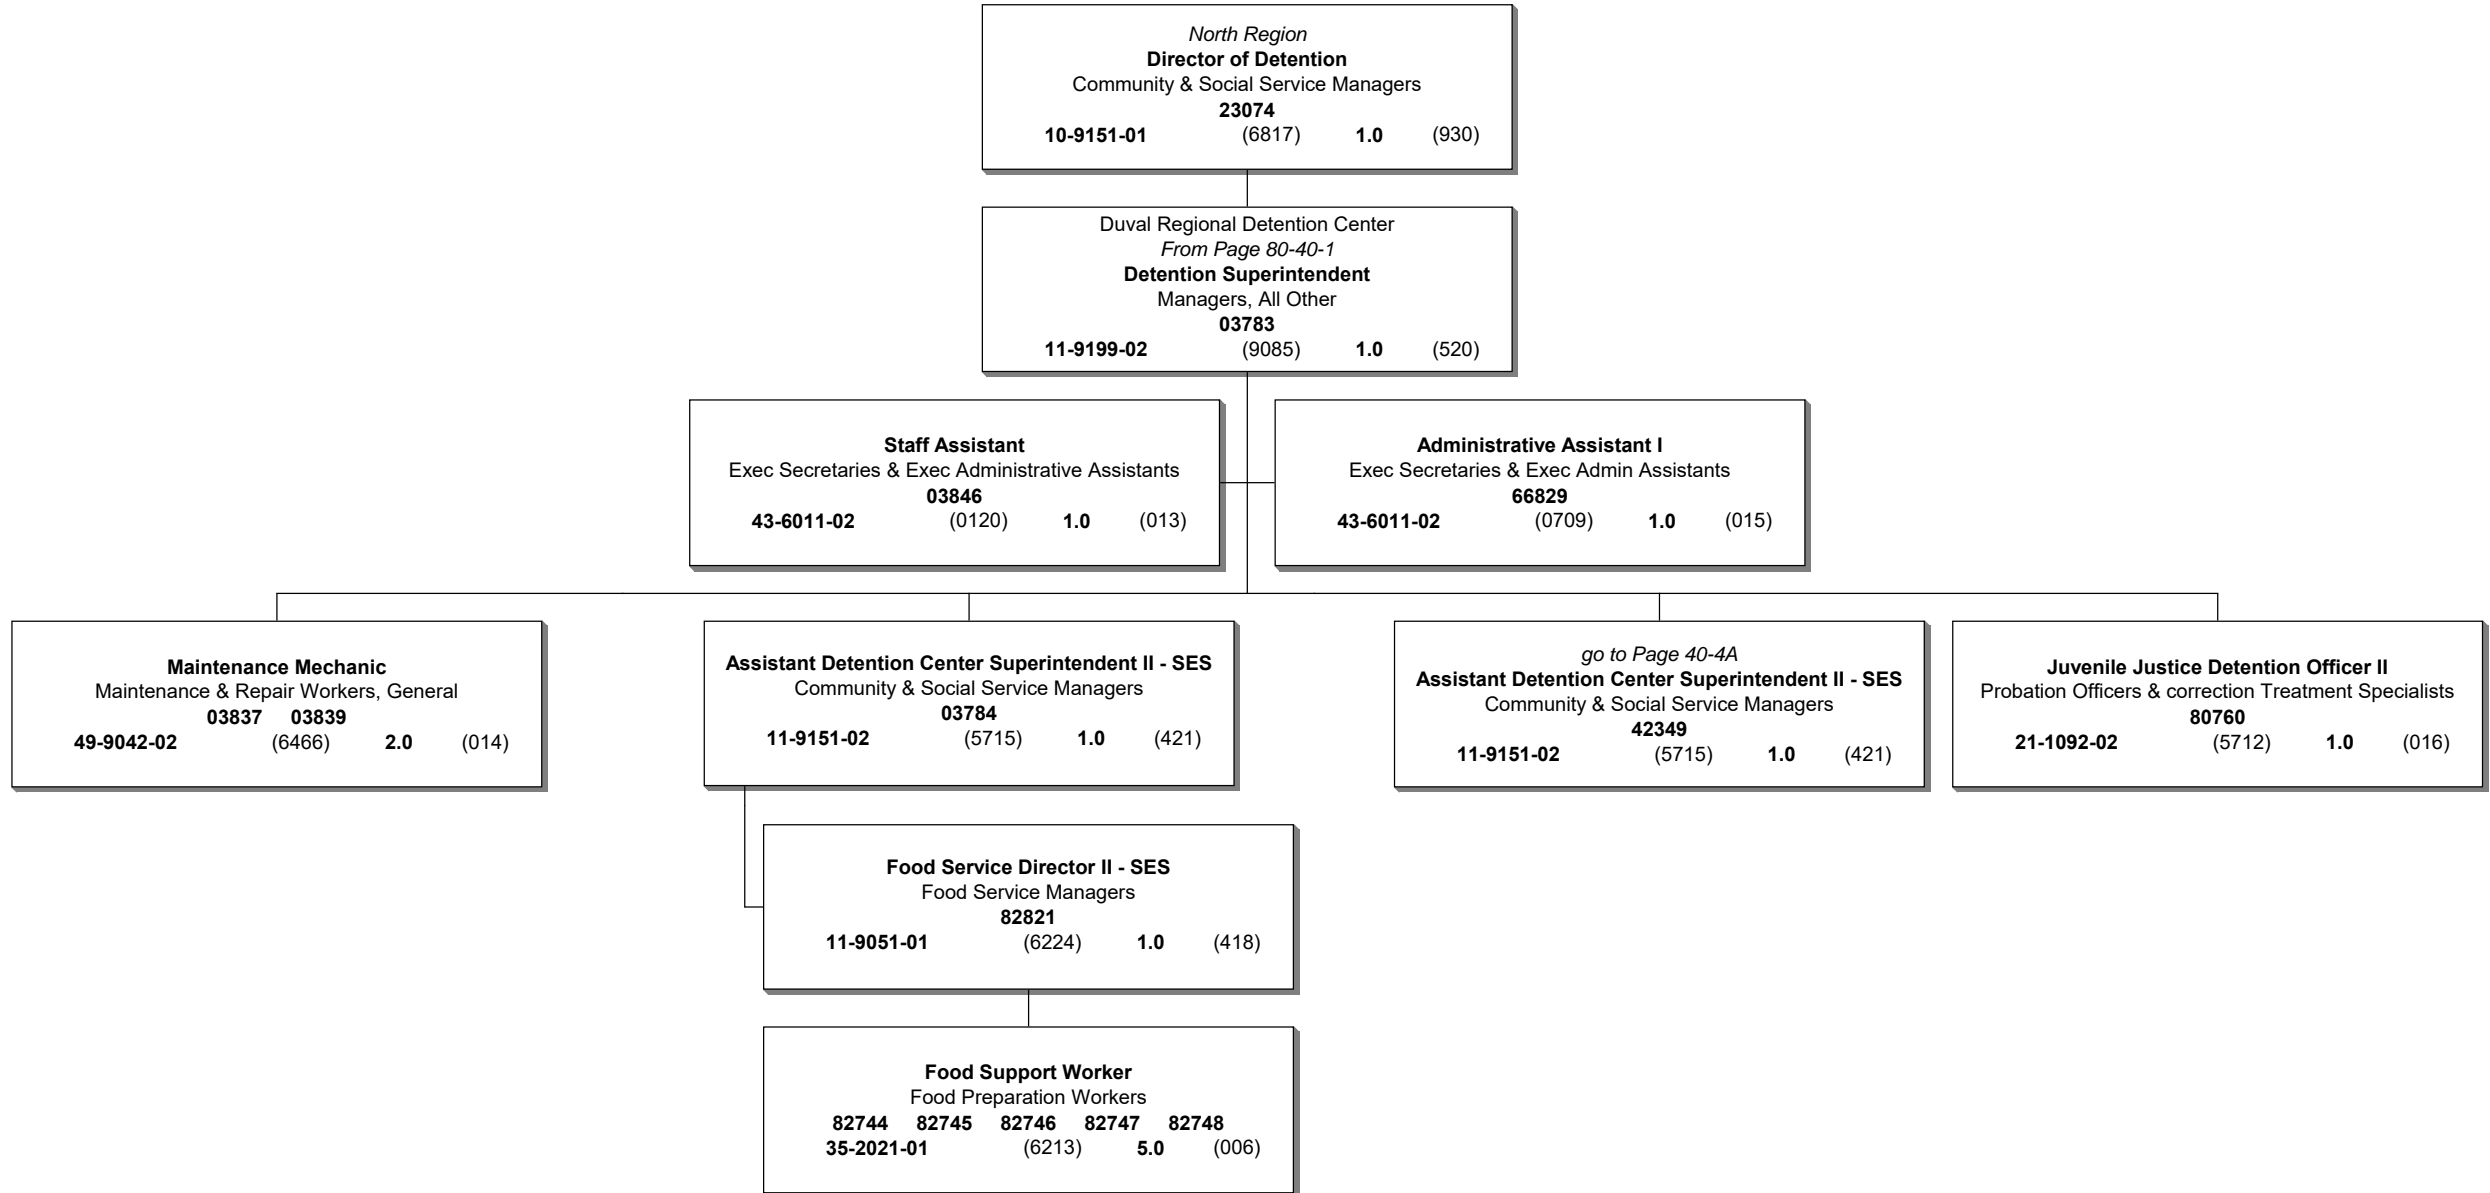 North Region
Director of Detention
Community & Social Service Managers
23074
10-9151-01 (6817) 1.0 (930)
Duval Regional Detention Center
From Page 80-40-1
Detention Superintendent
Managers, All Other
03783
11-9199-02 (9085) 1.0 (520)
Staff Assistant
Exec Secretaries & Exec Administrative Assistants
03846
43-6011-02 (0120) 1.0 (013)
Administrative Assistant I
Exec Secretaries & Exec Admin Assistants
66829
43-6011-02 (0709) 1.0 (015)
Maintenance Mechanic
Maintenance & Repair Workers, General
03837 03839
49-9042-02 (6466) 2.0 (014)
Assistant Detention Center Superintendent II - SES
Community & Social Service Managers
03784
11-9151-02 (5715) 1.0 (421)
go to Page 40-4A
Assistant Detention Center Superintendent II - SES
Community & Social Service Managers
42349
11-9151-02 (5715) 1.0 (421)
Juvenile Justice Detention Officer II
Probation Officers & correction Treatment Specialists
80760
21-1092-02 (5712) 1.0 (016)
Food Service Director II - SES
Food Service Managers
82821
11-9051-01 (6224) 1.0 (418)
Food Support Worker
Food Preparation Workers
82744 82745 82746 82747 82748
35-2021-01 (6213) 5.0 (006)